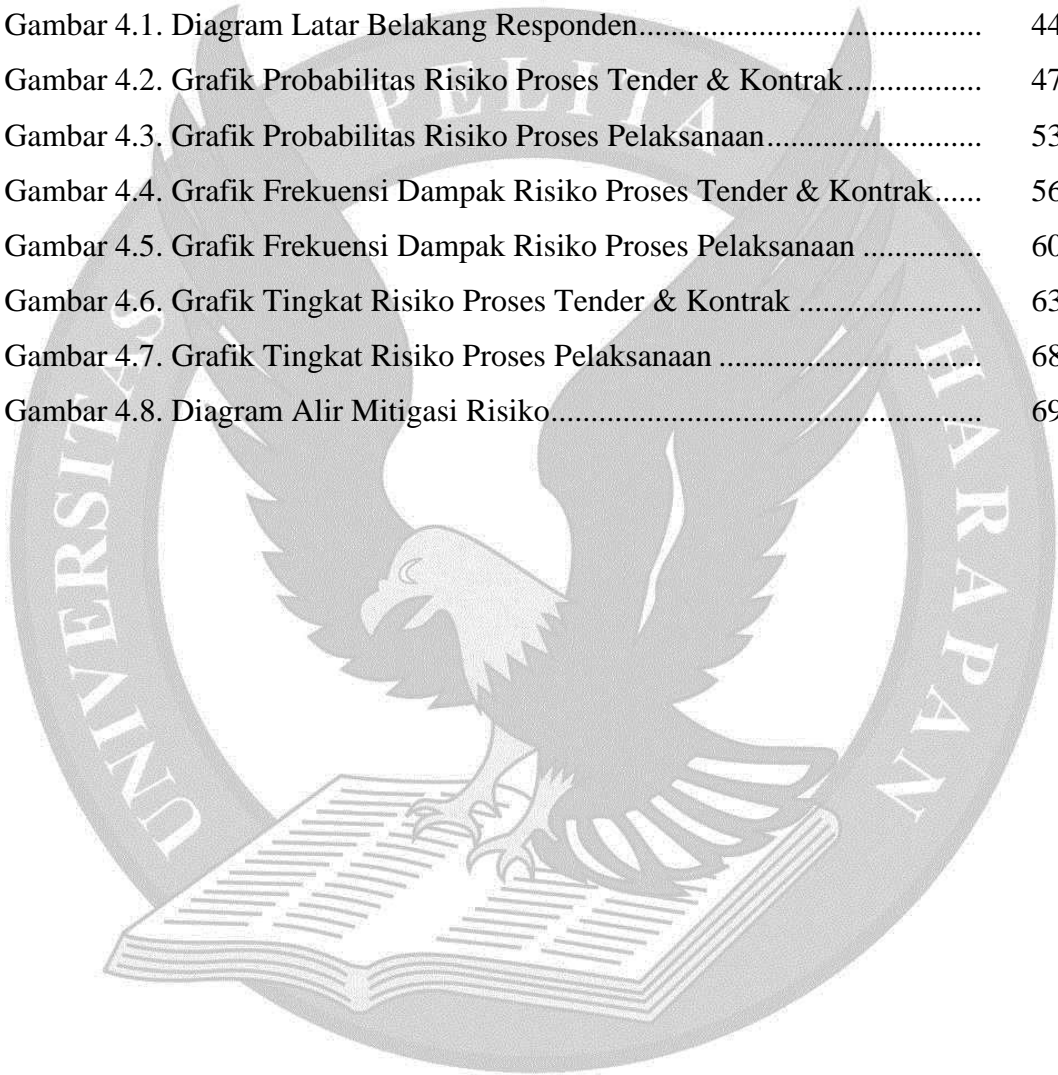 Gambar 4.1. Diagram Latar Belakang Responden..................................... 44
Gambar 4.2. Grafik Probabilitas Risiko Proses Tender & Kontrak................ 47
Gambar 4.3. Grafik Probabilitas Risiko Proses Pelaksanaan......................... 53
Gambar 4.4. Grafik Frekuensi Dampak Risiko Proses Tender & Kontrak...... 56
Gambar 4.5. Grafik Frekuensi Dampak Risiko Proses Pelaksanaan .............. 60
Gambar 4.6. Grafik Tingkat Risiko Proses Tender & Kontrak ..................... 63
Gambar 4.7. Grafik Tingkat Risiko Proses Pelaksanaan .............................. 68
Gambar 4.8. Diagram Alir Mitigasi Risiko................................................ 69
UNIVERSITAS PELITA HARAPAN